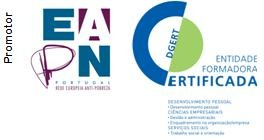 Promotor
EAPN
PORTUGAL
REDE EUROPEIA ANTI-POBREZA
DGERT
ENTIDADE
FORMADORA
CERTIFICADA
DESENVOLVIMENTO PESSOAL
• Desenvolvimento pessoal
CIÊNCIAS EMPRESARIAIS
• Gestão e administração
• Enquadramento na organização/empresa
SERVIÇOS SOCIAIS
• Trabalho social e orientação